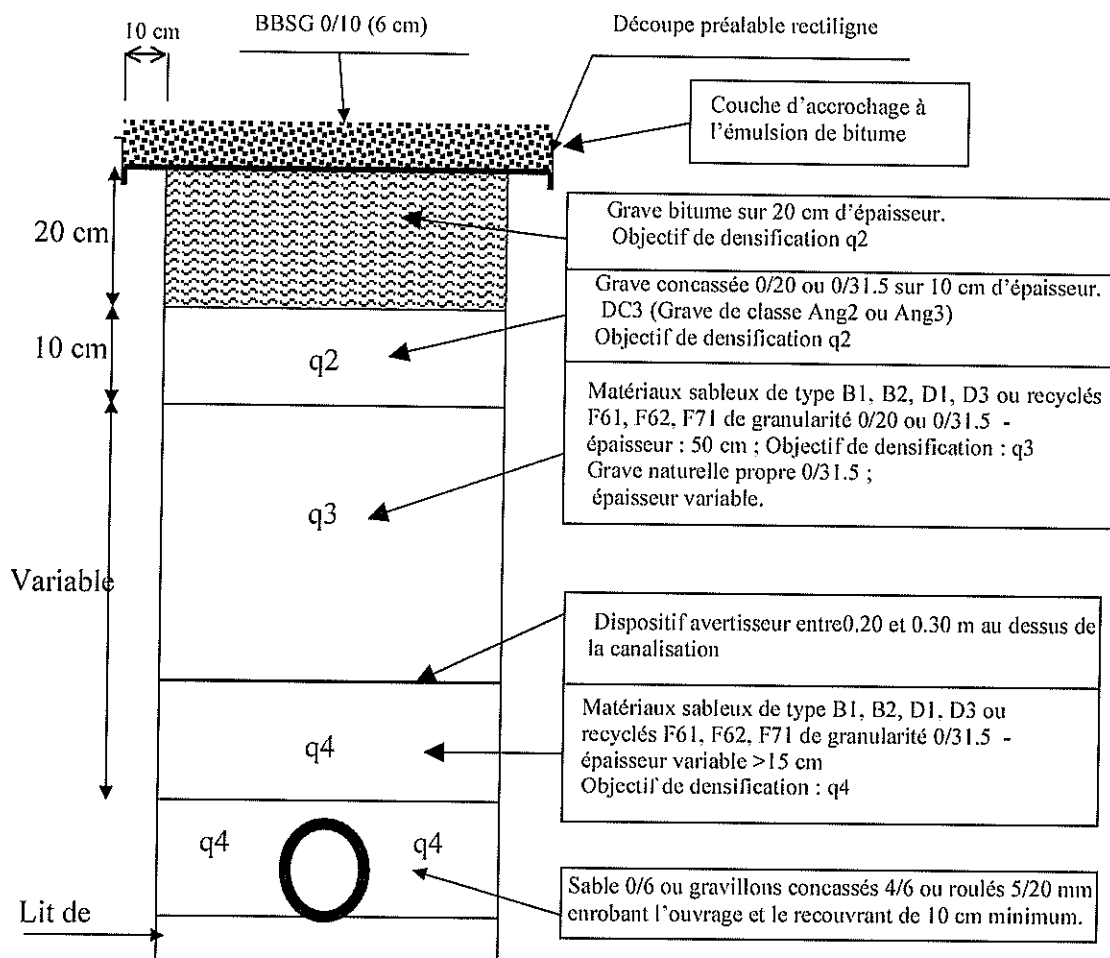 BBSG 0/10 (6 cm)
Découpe préalable rectiligne
10 cm
Couche d'accrochage à
l'émulsion de bitume
20 cm
Grave bitume sur 20 cm d'épaisseur.
Objectif de densification q2
10 cm
q2
Grave concassée 0/20 ou 0/31.5 sur 10 cm d'épaisseur.
DC3 (Grave de classe Ang2 ou Ang3)
Objectif de densification q2
Matériaux sableux de type B1, B2, D1, D3 ou recyclés
F61, F62, F71 de granularité 0/20 ou 0/31.5 -
épaisseur : 50 cm ; Objectif de densification : q3
Grave naturelle propre 0/31.5 ;
épaisseur variable.
q3
Variable
Dispositif avertisseur entre0,20 et 0.30 m au dessus de
la canalisation
Matériaux sableux de type B1, B2, D1, D3 ou
recyclés F61, F62, F71 de granularité 0/31.5 -
épaisseur variable >15 cm
Objectif de densification : q4
q4
q4
q4
Sable 0/6 ou gravillons concassés 4/6 ou roulés 5/20 mm
enrobant l'ouvrage et le recouvrant de 10 cm minimum.
Lit de